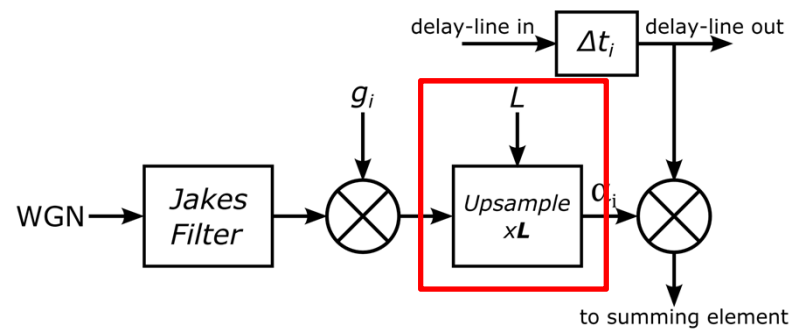 delay-line in
Δtᵢ
delay-line out
gᵢ
L
WGN
Jakes
Filter
Upsample
xL
αᵢ
to summing element